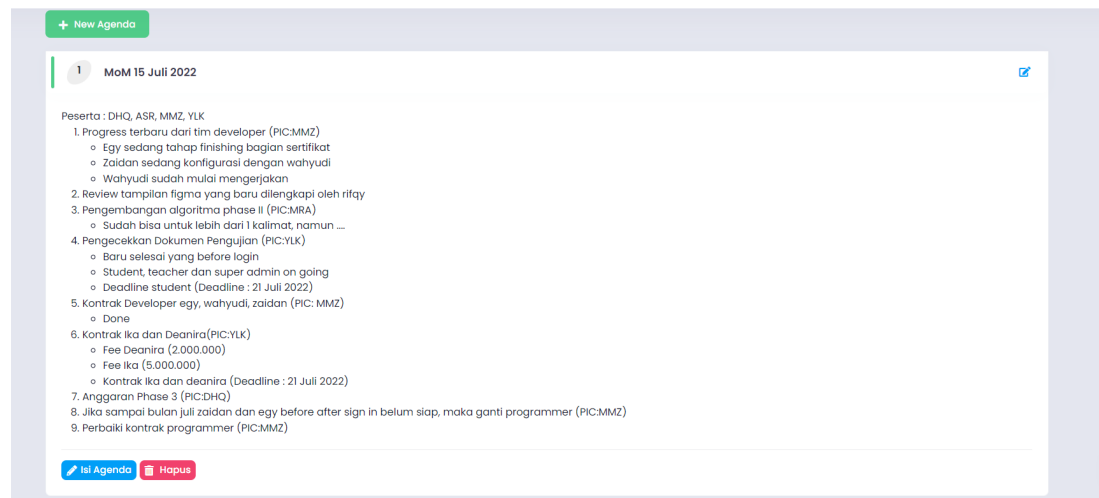 + New Agenda
1 MoM 15 Juli 2022
Peserta : DHQ, ASR, MMZ, YLK
1. Progress terbaru dari tim developer (PIC:MMZ)
Egy sedang tahap finishing bagian sertifikat
Zaidan sedang konfigurasi dengan wahyudi
Wahyudi sudah mulai mengerjakan
2. Review tampilan figma yang baru dilengkapi oleh rifqy
3. Pengembangan algoritma phase II (PIC:MRA)
Sudah bisa untuk lebih dari 1 kalimat, namun ....
4. Pengecekkan Dokumen Pengujian (PIC:YLK)
Baru selesai yang before login
Student, teacher dan super admin on going
Deadline student (Deadline : 21 Juli 2022)
5. Kontrak Developer egy, wahyudi, zaidan (PIC: MMZ)
Done
6. Kontrak Ika dan Deanira(PIC:YLK)
Fee Deanira (2.000.000)
Fee Ika (5.000.000)
Kontrak Ika dan deanira (Deadline : 21 Juli 2022)
7. Anggaran Phase 3 (PIC:DHQ)
8. Jika sampai bulan juli zaidan dan egy before after sign in belum siap, maka ganti programmer (PIC:MMZ)
9. Perbaiki kontrak programmer (PIC:MMZ)
Isi Agenda Hapus